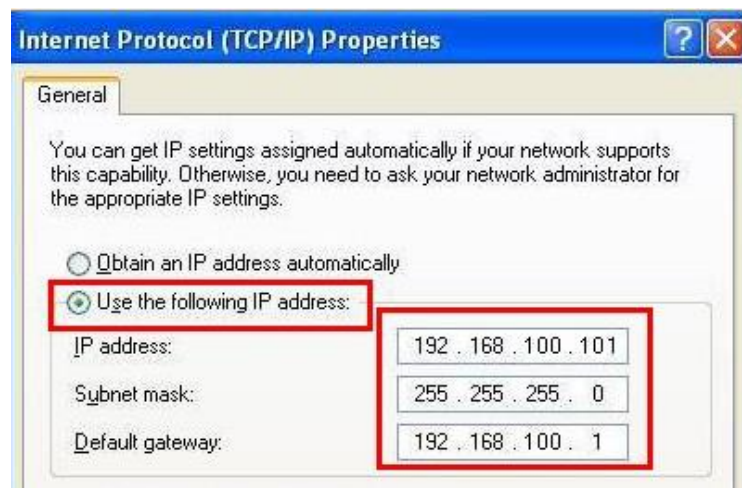 Internet Protocol (TCP/IP) Properties
General
You can get IP settings assigned automatically if your network supports
this capability. Otherwise, you need to ask your network administrator for
the appropriate IP settings.
Obtain an IP address automatically
Use the following IP address:
IP address: 192 . 168 . 100 . 101
Subnet mask: 255 . 255 . 255 . 0
Default gateway: 192 . 168 . 100 . 1